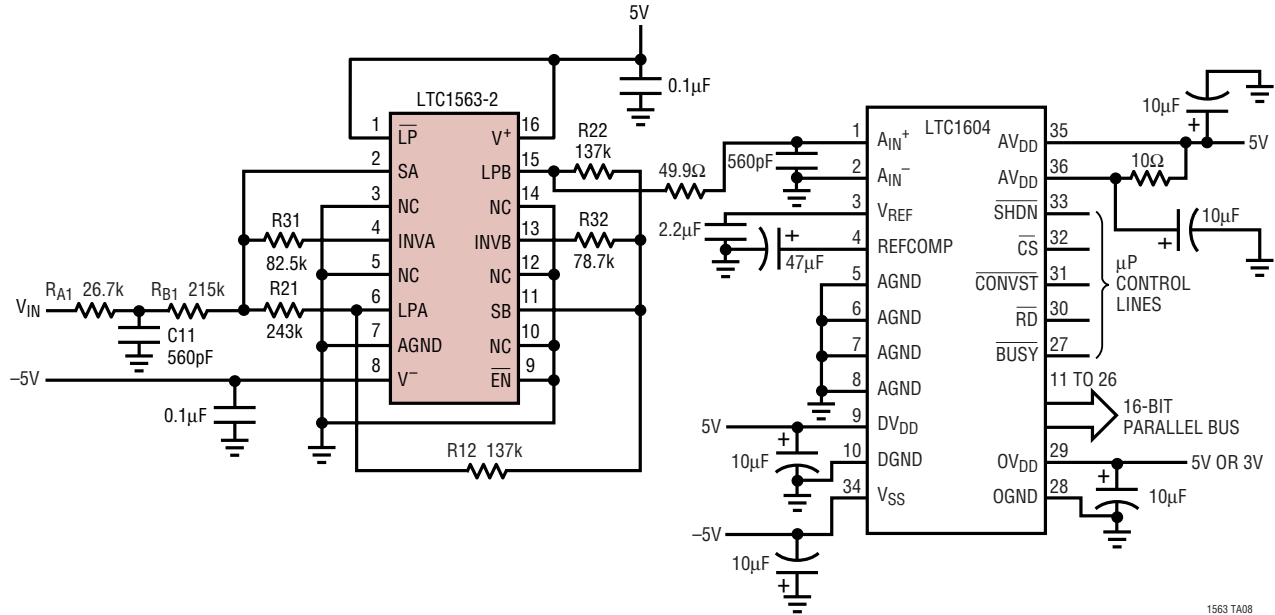 5V
0.1µF
LTC1563-2
1 LP V+ 16
2 SA LPB 15
3 NC NC 14
4 INVA INVB 13
5 NC NC 12
6 LPA SB 11
7 AGND NC 10
8 V– EN 9
R22
137k
R31
82.5k
R32
78.7k
RA1 26.7k
RB1 215k
R21
243k
VIN
C11
560pF
–5V
0.1µF
R12 137k
49.9Ω
560pF
2.2µF
+
47µF
LTC1604
1 AIN+ AVDD 35
2 AIN– AVDD 36
3 VREF SHDN 33
4 REFCOMP CS 32
5 AGND CONVST 31
6 AGND RD 30
7 AGND BUSY 27
8 AGND 11 TO 26
9 DVDD
10 DGND OVDD 29
34 VSS OGND 28
10µF
+
5V
10Ω
10µF
+
µP
CONTROL
LINES
16-BIT
PARALLEL BUS
5V
+
10µF
5V OR 3V
+
10µF
–5V
10µF
+
1563 TA08